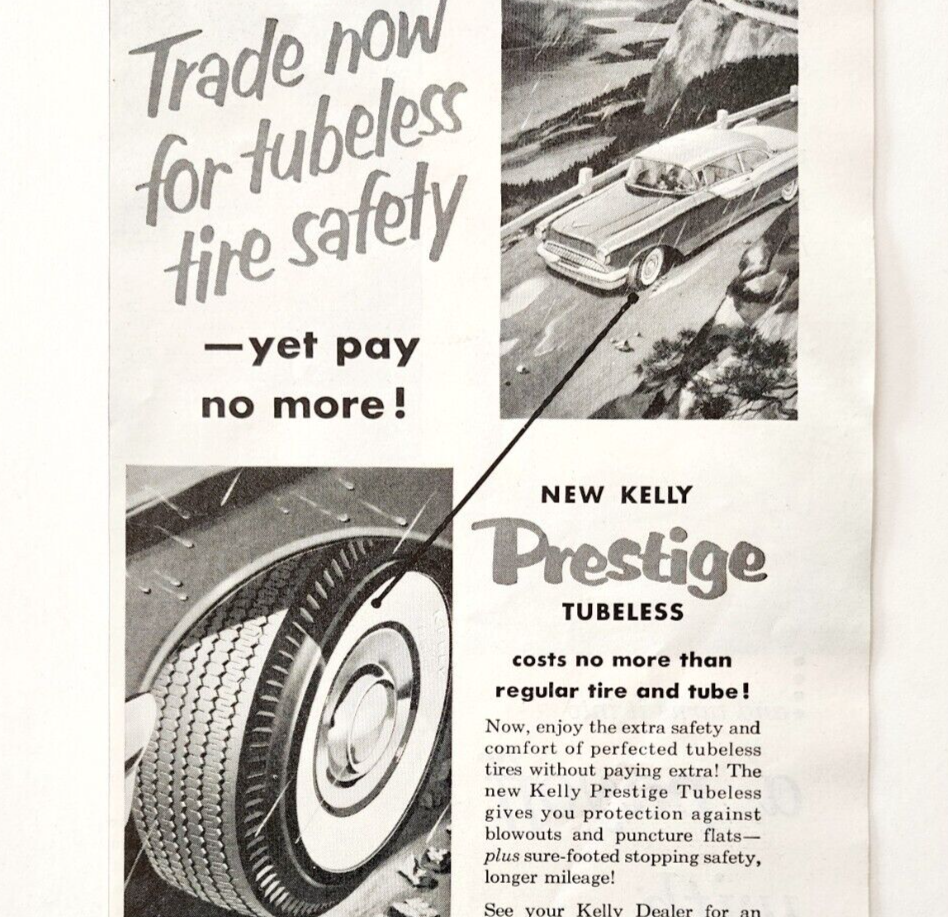 Trade now
for tubeless
tire safety
—yet pay
no more!
NEW KELLY
Prestige
TUBELESS
costs no more than
regular tire and tube!
Now, enjoy the extra safety and
comfort of perfected tubeless
tires without paying extra! The
new Kelly Prestige Tubeless
gives you protection against
blowouts and puncture flats—
plus sure-footed stopping safety,
longer mileage!
See your Kelly Dealer for an